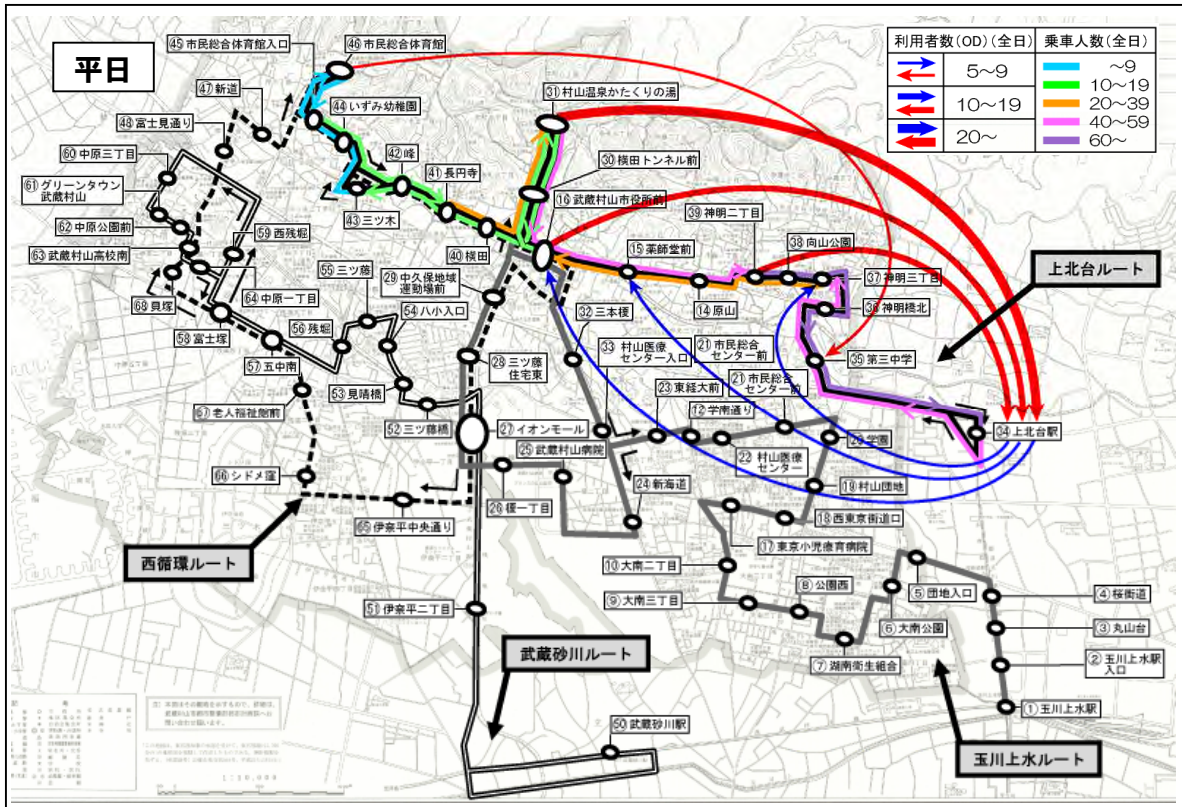 平日
利用者数(OD)(全日)
乗車人数(全日)
5~9
10~19
20~
~9
10~19
20~39
40~59
60~
㊺市民総合体育館入口
㊻市民総合体育館
㊼新道
㊽富士見通り
㊹いずみ幼稚園
㉛村山温泉かたくりの湯
60中原三丁目
㊷峰
㉚横田トンネル前
㊶長円寺
61グリーンタウン
武蔵村山
⑯武蔵村山市役所前
㊴神明二丁目
㊸三ツ木
62中原公園前
59西残堀
㊳向山公園
⑮薬師堂前
63武蔵村山高校南
㊵横田
上北台ルート
55三ツ藤
㉙中久保地域
運動場前
㊲神明三丁目
68貝塚
64中原一丁目
54八小入口
⑭原山
㊱神明橋北
㉜三本榎
58富士塚
56残堀
㉝村山医療
センター入口
㉑市民総合
センター前
㉟第三中学
57五中南
㉘三ツ藤
住宅東
㉑市民総合
センター前
53見晴橋
㉓東経大前
67老人福祉館前
⑫学南通り
52三ツ藤橋
㉗イオンモール
⑳学園
㉞上北台駅
㉕武蔵村山病院
㉒村山医療
センター
66シドメ窪
㉔新海道
⑲村山団地
65伊奈平中央通り
㉖榎一丁目
⑱西東京街道口
西循環ルート
⑰東京小児療育病院
⑩大南二丁目
⑧公園西
⑤団地入口
④桜街道
51伊奈平二丁目
⑨大南三丁目
⑥大南公園
③丸山台
武蔵砂川ルート
⑦湖南衛生組合
②玉川上水駅
入口
㊿武蔵砂川駅
①玉川上水駅
玉川上水ルート
1:10,000